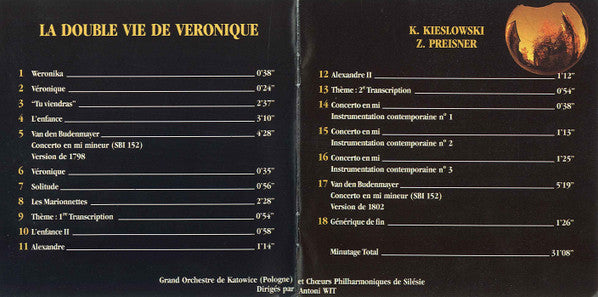 LA DOUBLE VIE DE VERONIQUE
1 Weronika 0'38"
2 Véronique 0'24"
3 "Tu viendras" 2'37"
4 L'enfance 3'10"
5 Van den Budenmayer 4'28"
Concerto en mi mineur (SBI 152)
Version de 1798
6 Véronique 0'35"
7 Solitude 0'56"
8 Les Marionnettes 2'28"
9 Thème : 1er Transcription 0'54"
10 L'enfance II 0'58"
11 Alexandre 1'14"
K. KIESLOWSKI
Z. PREISNER
12 Alexandre II 1'12"
13 Thème : 2e Transcription 0'54"
14 Concerto en mi 0'38"
Instrumentation contemporaine n° 1
15 Concerto en mi 1'13"
Instrumentation contemporaine n° 2
16 Concerto en mi 1'25"
Instrumentation contemporaine n° 3
17 Van den Budenmayer 5'19"
Concerto en mi mineur (SBI 152)
Version de 1802
18 Générique de fin 1'26"
Minutage Total 31'08"
Grand Orchestre de Katowice (Pologne) et Chœurs Philharmoniques de Silésie
Dirigés par Antoni WIT